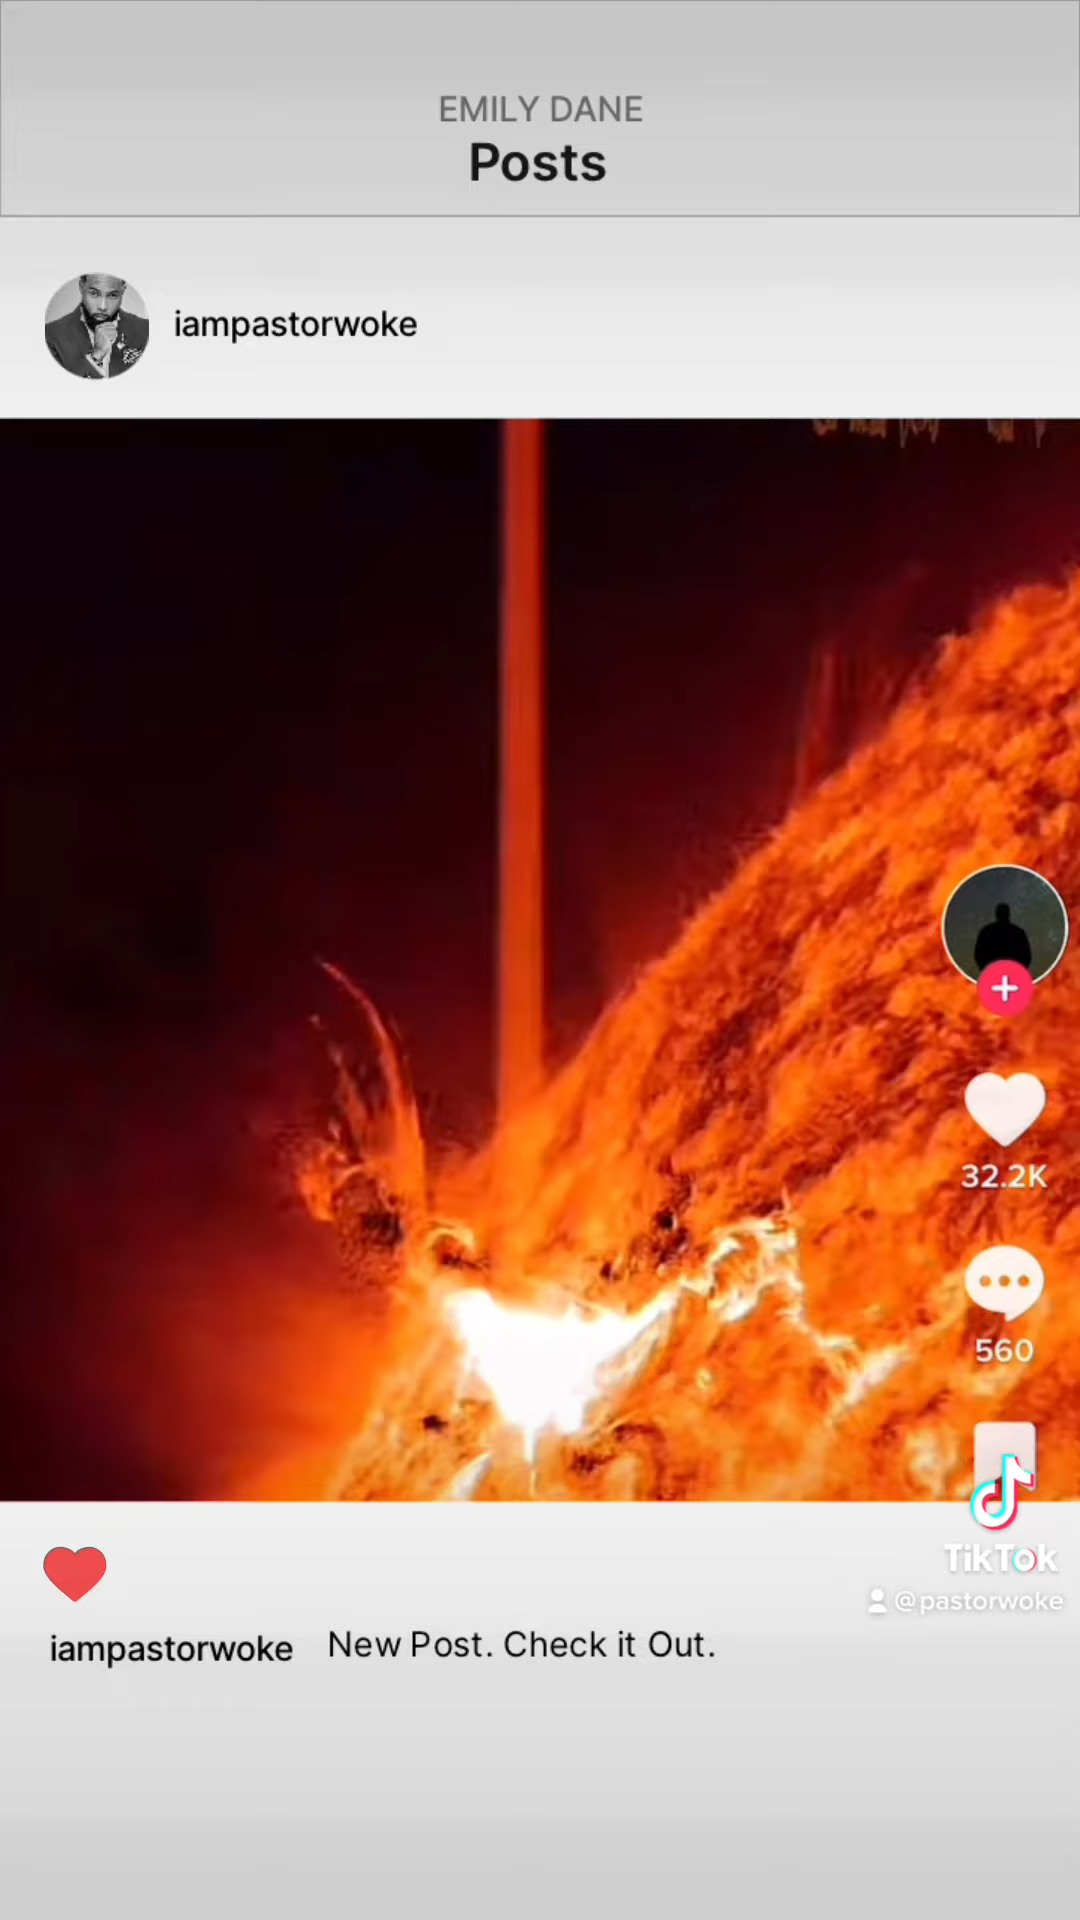 EMILY DANE
Posts
iampastorwoke
32.2K
560
TikTok
@pastorwoke
iampastorwoke New Post. Check it Out.